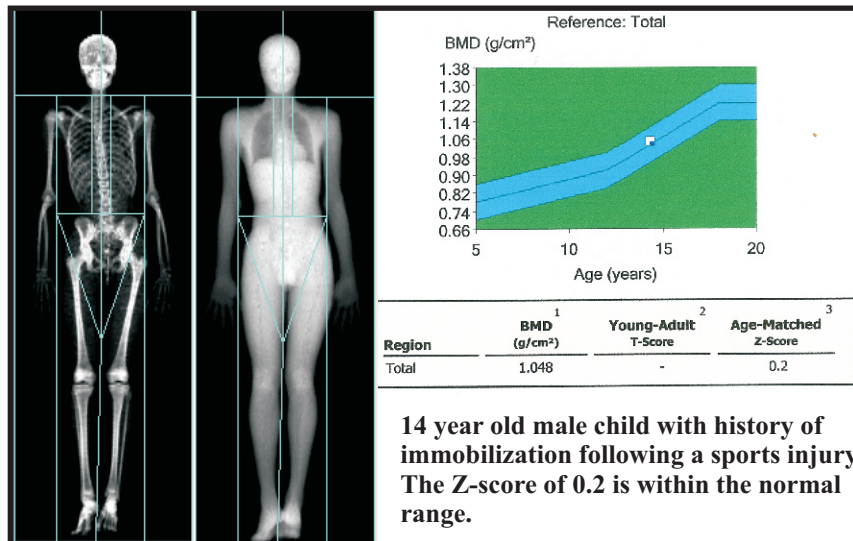 Reference: Total
BMD (g/cm²)
1.38
1.30
1.22
1.14
1.06
0.98
0.90
0.82
0.74
0.66
5 10 15 20
Age (years)
Region BMD (g/cm²) 1 Young-Adult T-Score 2 Age-Matched Z-Score 3
Total 1.048 - 0.2
14 year old male child with history of
immobilization following a sports injury
The Z-score of 0.2 is within the normal
range.